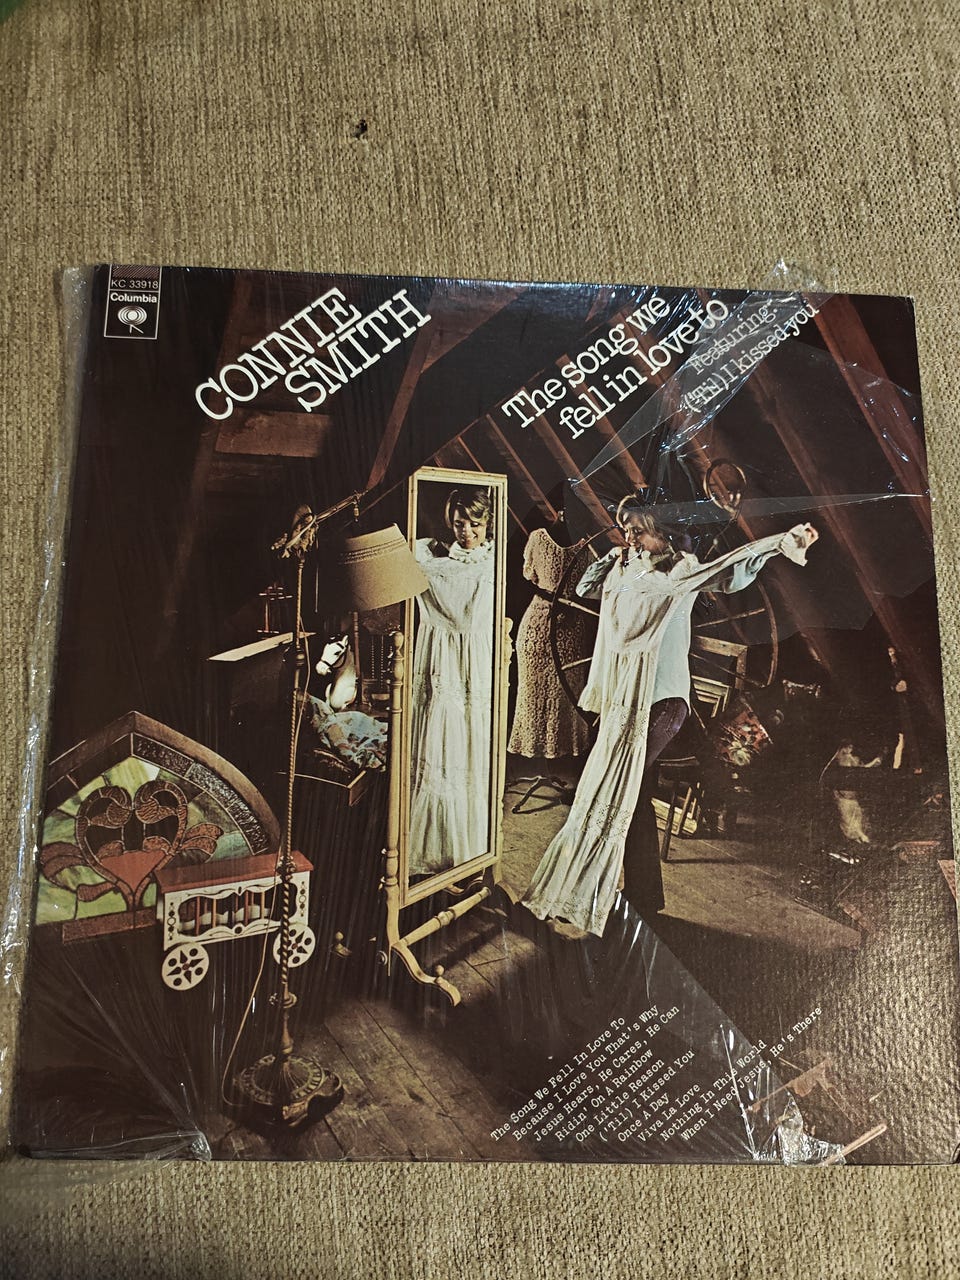 KC 33918
Columbia
CONNIE
SMITH
The song we
fell in love to
Featuring
('Til) I kissed you
The Song We Fell In Love To
Because I Love You That's Why
Jesus Hears, He Cares, He Can
Ridin' On A Rainbow
One Little Reason
('Til) I Kissed You
Once A Day
Viva La Love
Nothing In This World
When I Need Jesus, He's There